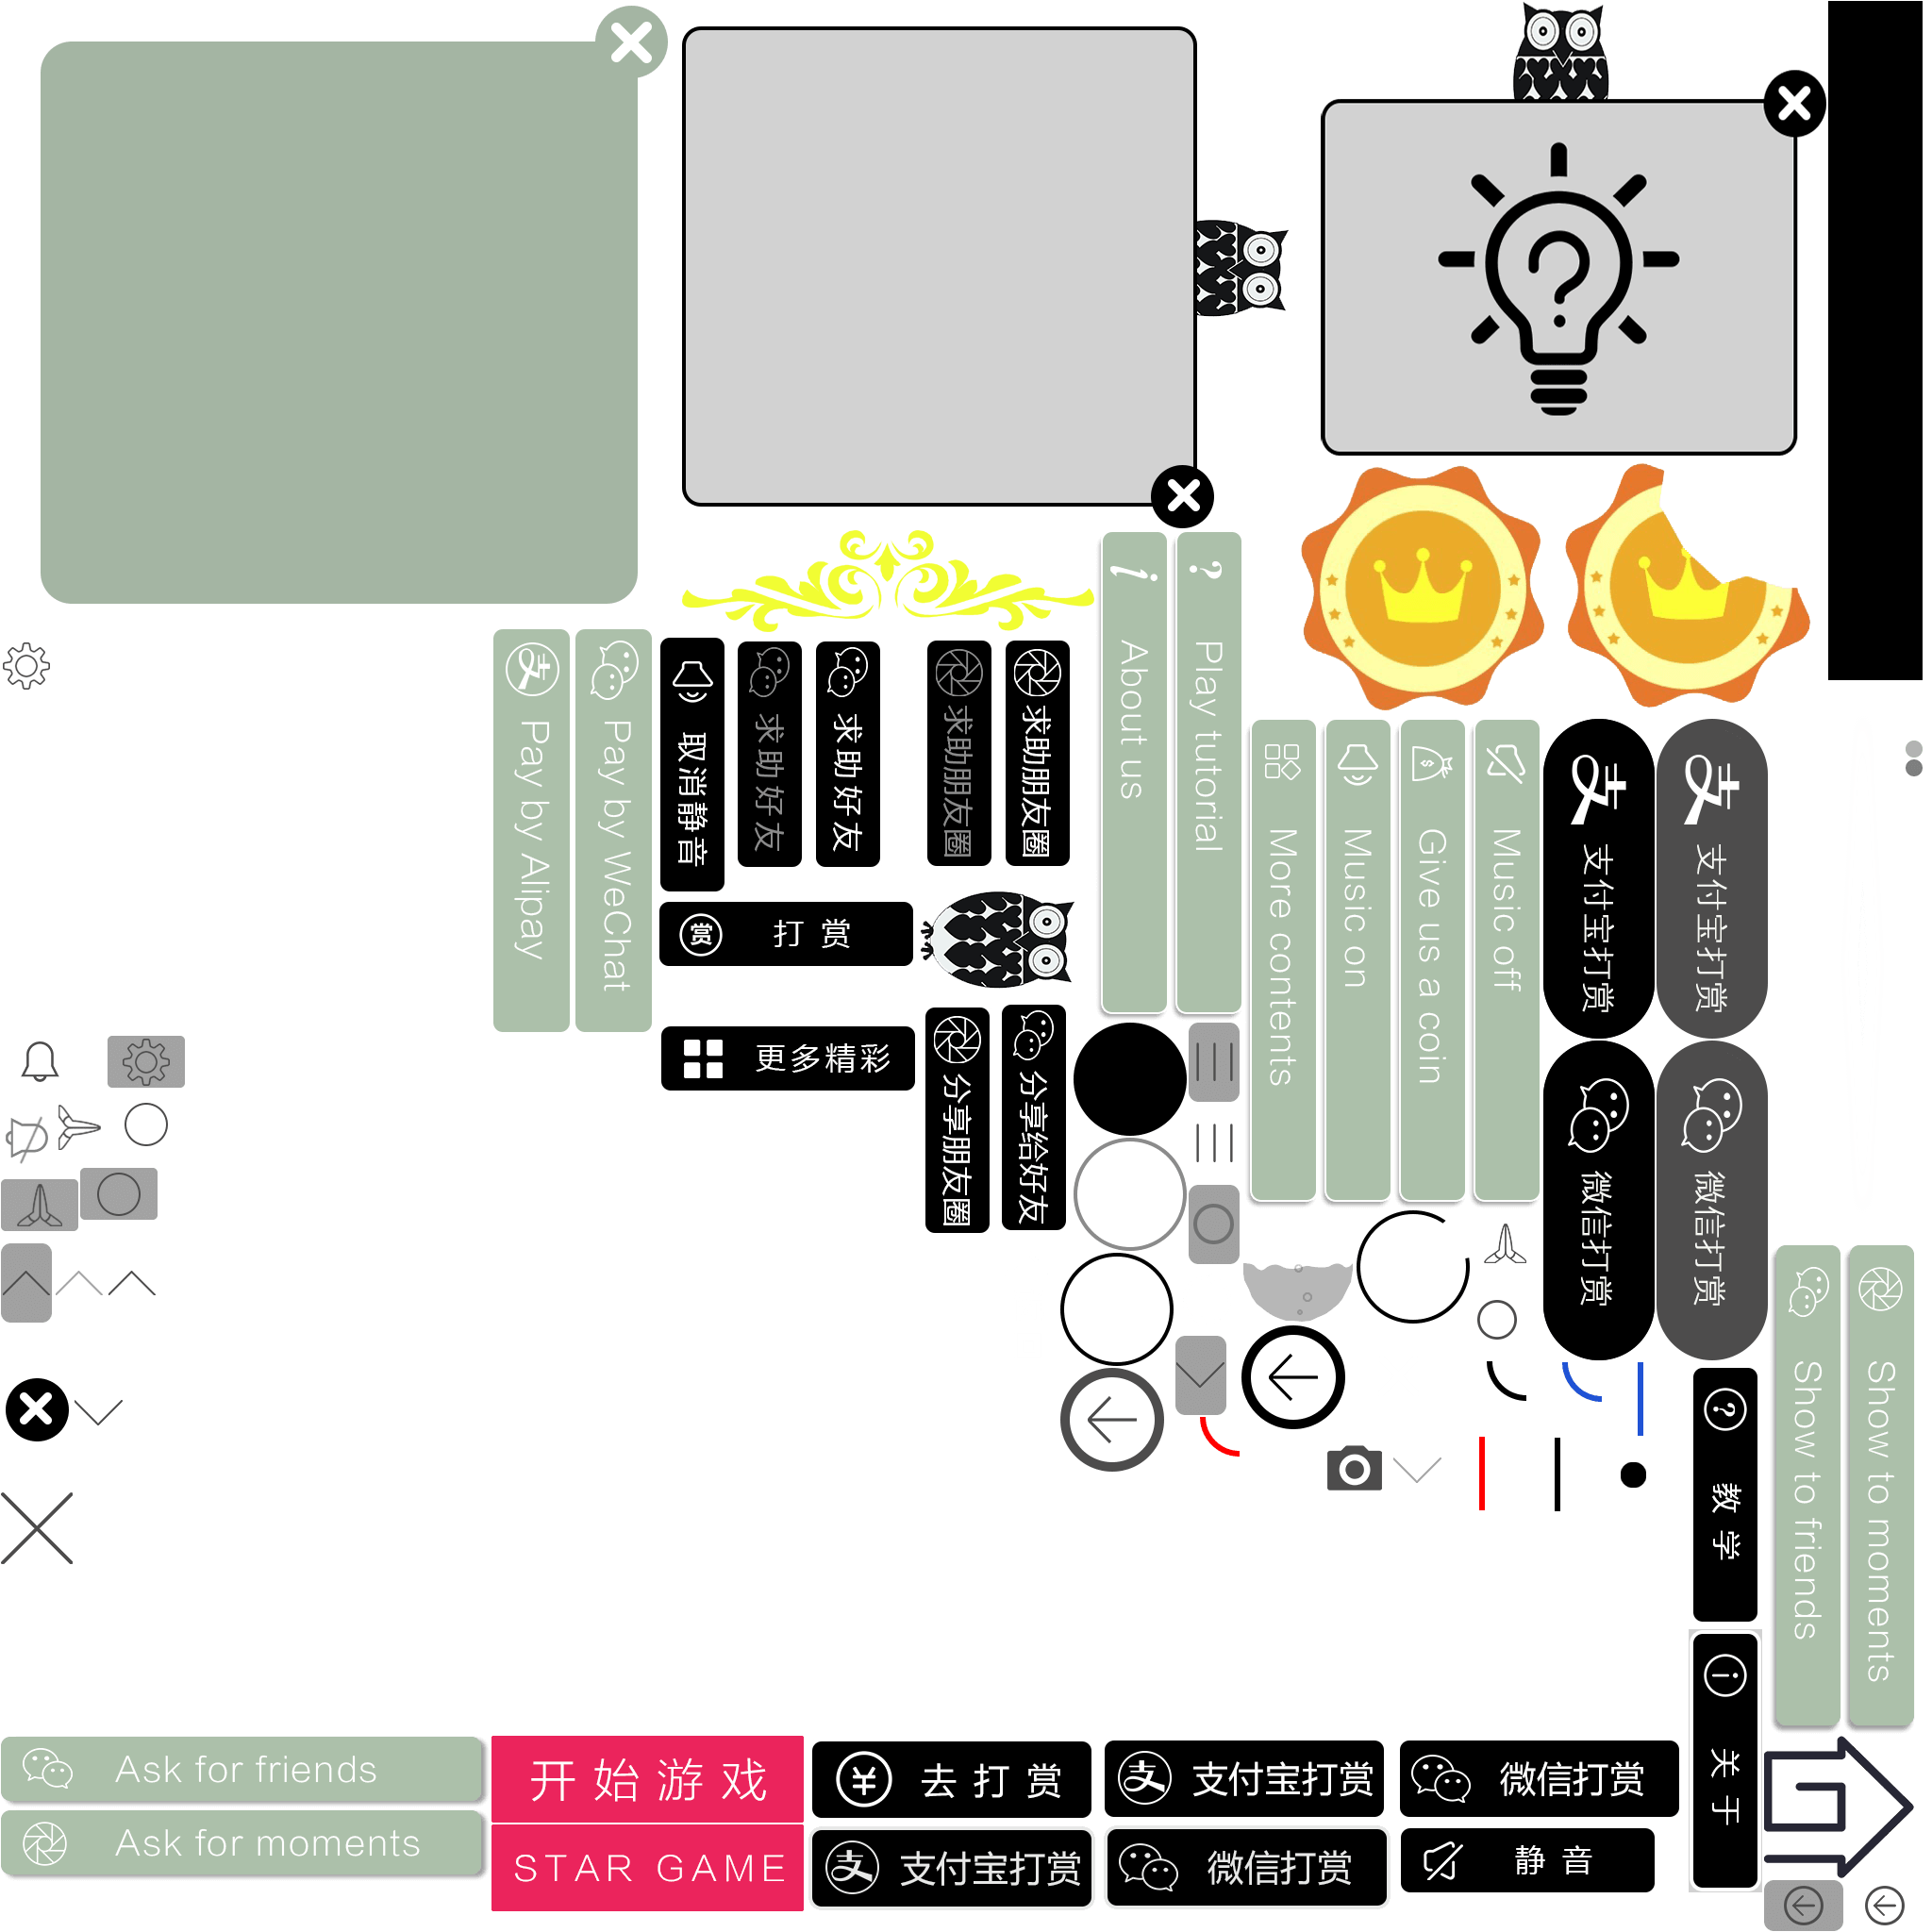 Pay by Alipay
Pay by WeChat
取消静音
求助好友
求助好友
求助朋友圈
求助朋友圈
About us
Play tutorial
More contents
Music on
Give us a coin
Music off
支付宝打赏
支付宝打赏
赏 打赏
更多精彩
分享朋友圈
分享给好友
微信打赏
微信打赏
Show to friends
Show to moments
教学
关于
Ask for friends
Ask for moments
开始游戏
STAR GAME
¥ 去打赏
支 支付宝打赏
微信打赏
支 支付宝打赏
微信打赏
静音